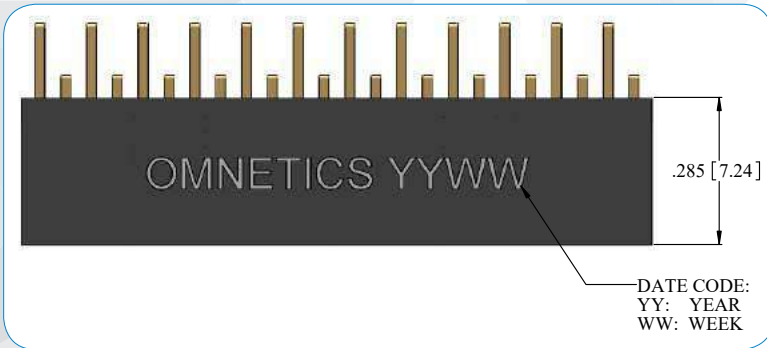 OMNETICS YYWW
.285 [7.24]
DATE CODE:
YY: YEAR
WW: WEEK